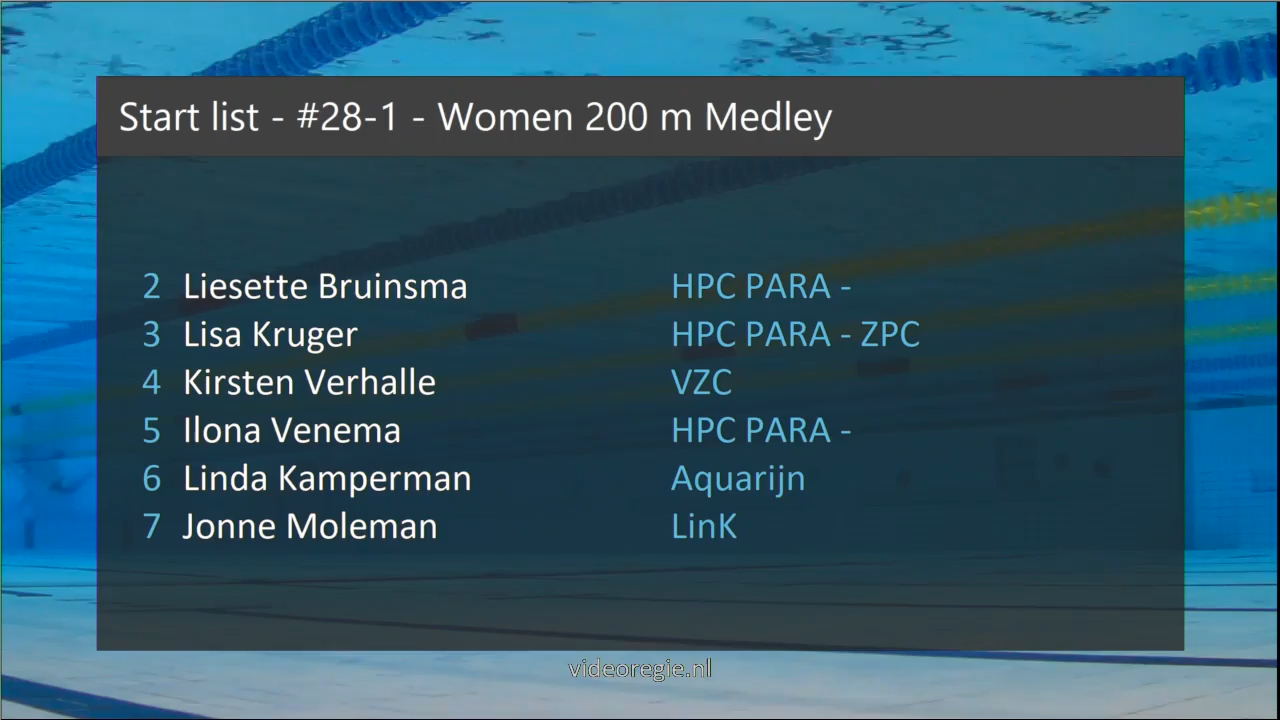 Start list - #28-1 - Women 200 m Medley
2 Liesette Bruinsma HPC PARA -
3 Lisa Kruger HPC PARA - ZPC
4 Kirsten Verhalle VZC
5 Ilona Venema HPC PARA -
6 Linda Kamperman Aquarijn
7 Jonne Moleman LinK
videoregie.nl